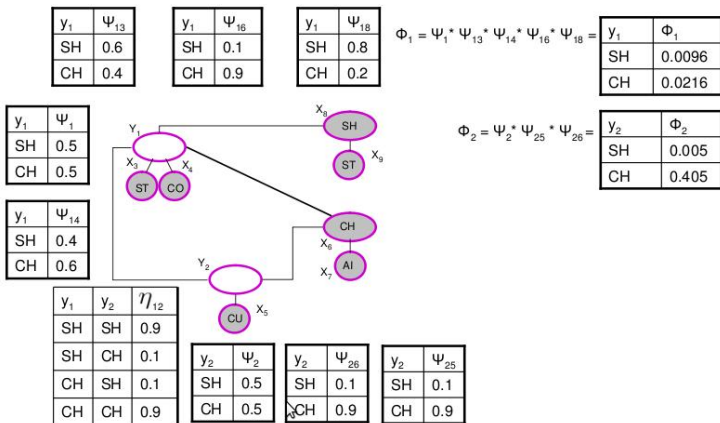 y₁ Ψ₁₃
SH 0.6
CH 0.4
y₁ Ψ₁₆
SH 0.1
CH 0.9
y₁ Ψ₁₈
SH 0.8
CH 0.2
Φ₁ = Ψ₁* Ψ₁₃* Ψ₁₄* Ψ₁₆* Ψ₁₈ =
y₁ Φ₁
SH 0.0096
CH 0.0216
y₁ Ψ₁
SH 0.5
CH 0.5
Φ₂ = Ψ₂* Ψ₂₅ * Ψ₂₆=
y₂ Φ₂
SH 0.005
CH 0.405
X₈
SH
Y₁
ST X₉
X₃ X₄
ST CO
y₁ Ψ₁₄
SH 0.4
CH 0.6
CH
X₆
Y₂
X₇ AI
X₅
CU
y₁ y₂ η₁₂
SH SH 0.9
SH CH 0.1
CH SH 0.1
CH CH 0.9
y₂ Ψ₂
SH 0.5
CH 0.5
y₂ Ψ₂₆
SH 0.1
CH 0.9
y₂ Ψ₂₅
SH 0.1
CH 0.9